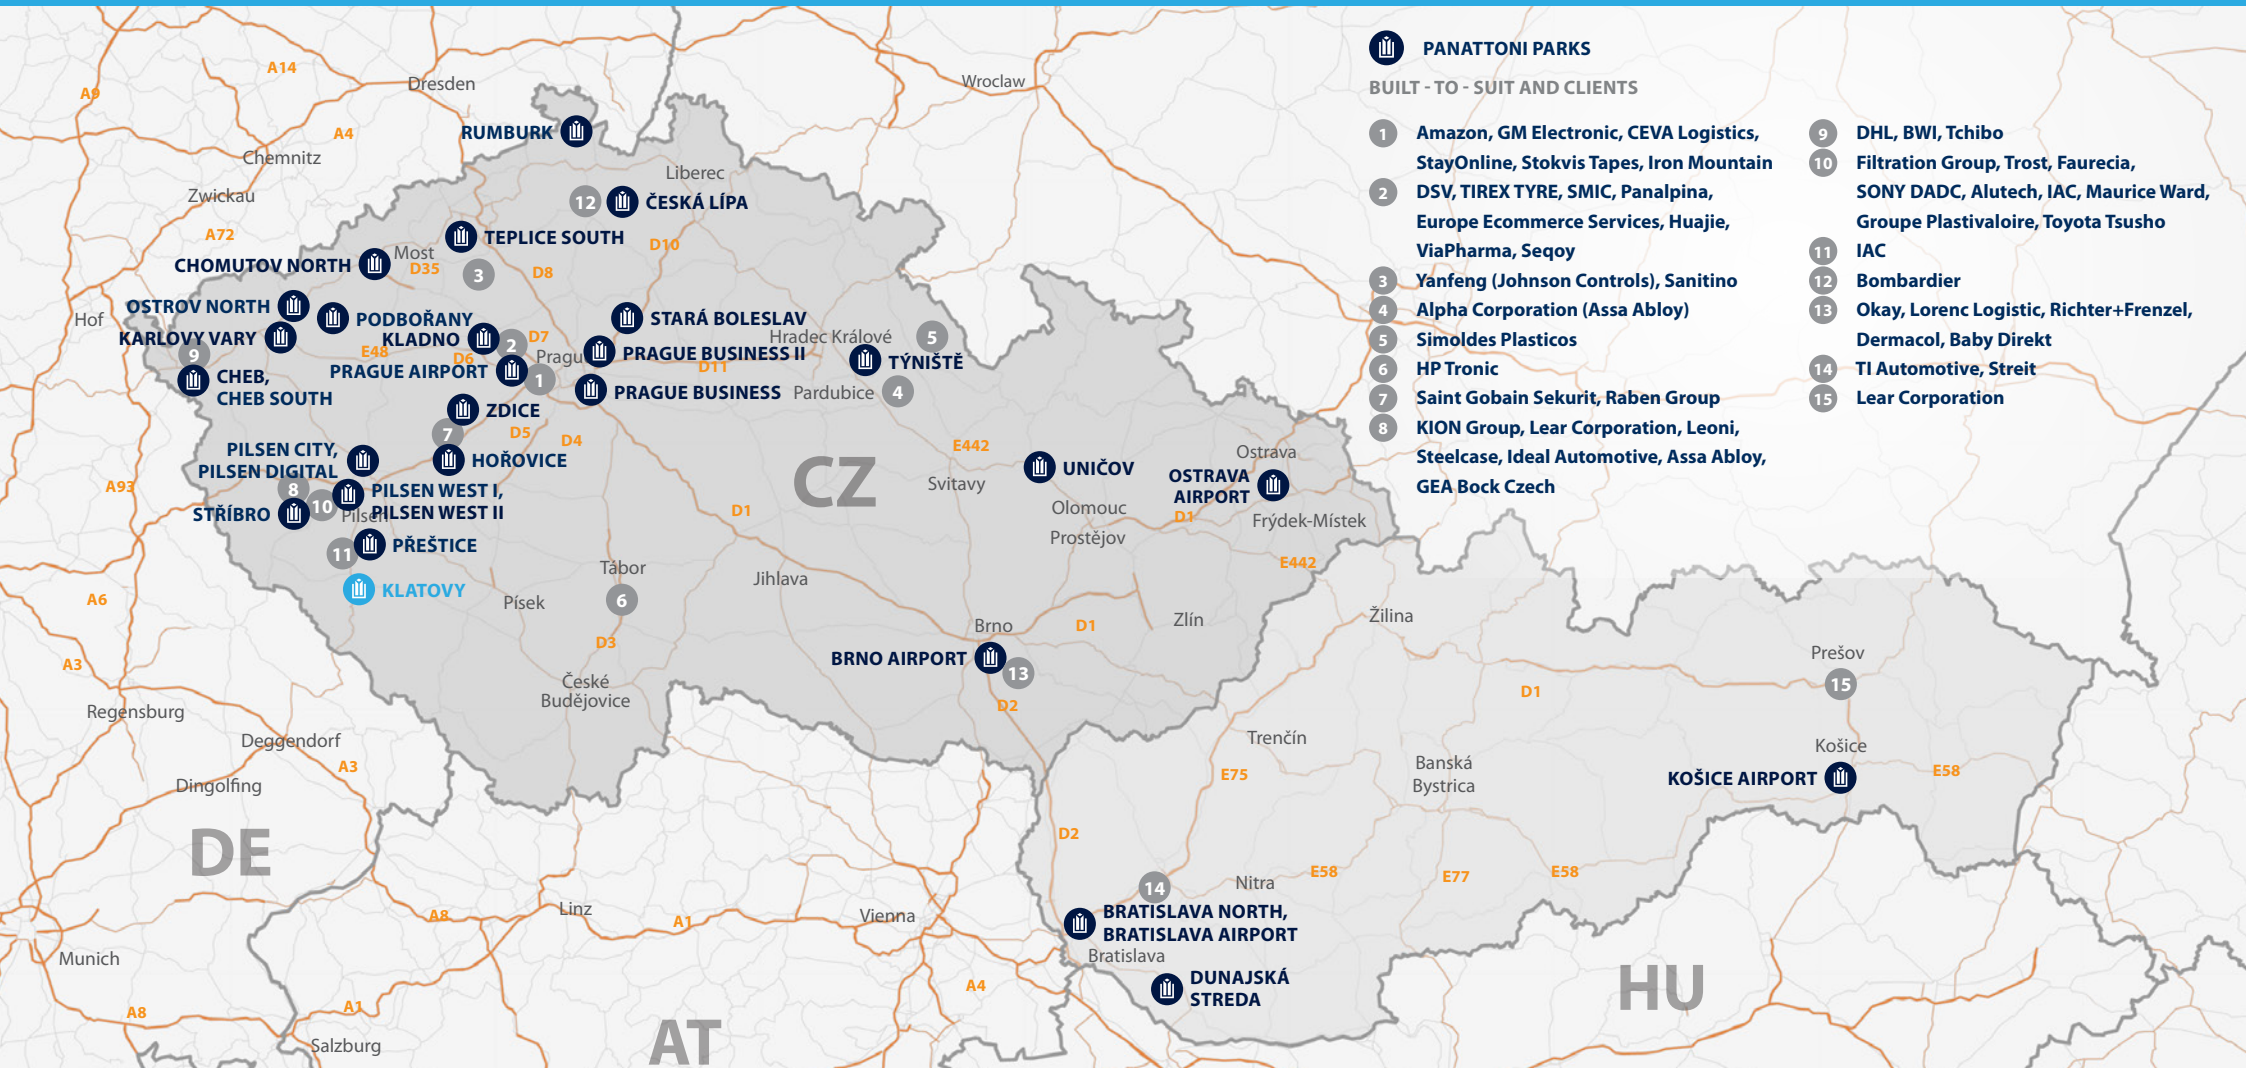 PANATTONI PARKS
BUILT - TO - SUIT AND CLIENTS
1 Amazon, GM Electronic, CEVA Logistics,
StayOnline, Stokvis Tapes, Iron Mountain
2 DSV, TIREX TYRE, SMIC, Panalpina,
Europe Ecommerce Services, Huajie,
ViaPharma, Seqoy
3 Yanfeng (Johnson Controls), Sanitino
4 Alpha Corporation (Assa Abloy)
5 Simoldes Plasticos
6 HP Tronic
7 Saint Gobain Sekurit, Raben Group
8 KION Group, Lear Corporation, Leoni,
Steelcase, Ideal Automotive, Assa Abloy,
GEA Bock Czech
9 DHL, BWI, Tchibo
10 Filtration Group, Trost, Faurecia,
SONY DADC, Alutech, IAC, Maurice Ward,
Groupe Plastivaloire, Toyota Tsusho
11 IAC
12 Bombardier
13 Okay, Lorenc Logistic, Richter+Frenzel,
Dermacol, Baby Direkt
14 TI Automotive, Streit
15 Lear Corporation
A14
Dresden
Wroclaw
A9
RUMBURK
A4
Chemnitz
Liberec
Zwickau
12
ČESKÁ LÍPA
A72
TEPLICE SOUTH
D10
Most
CHOMUTOV NORTH
D35
3
D8
OSTROV NORTH
Hof
PODBOŘANY
STARÁ BOLESLAV
KARLOVY VARY
KLADNO
D7
Hradec Králové
5
9
E48
D6
2
Pragu
PRAGUE BUSINESS II
TÝNIŠTĚ
PRAGUE AIRPORT
1
D11
CHEB,
CHEB SOUTH
PRAGUE BUSINESS
Pardubice
4
ZDICE
7
D5
D4
PILSEN CITY,
PILSEN DIGITAL
HOŘOVICE
CZ
E442
Ostrava
UNIČOV
OSTRAVA
AIRPORT
A93
8
Svitavy
PILSEN WEST I,
PILSEN WEST II
10
STŘÍBRO
Pilsen
D1
Olomouc
D1
Frýdek-Místek
Prostějov
11
PŘEŠTICE
E442
Tábor
Jihlava
KLATOVY
A6
Písek
6
Žilina
Zlín
Brno
D1
D3
Prešov
BRNO AIRPORT
13
A3
České
Budějovice
15
D1
D2
Regensburg
Trenčín
Deggendorf
Košice
A3
Banská
Bystrica
E75
E58
KOŠICE AIRPORT
Dingolfing
D2
DE
E58
E77
E58
Nitra
14
Linz
A8
A1
Vienna
BRATISLAVA NORTH,
BRATISLAVA AIRPORT
Bratislava
Munich
DUNAJSKÁ
STREDA
A4
HU
A1
A8
Salzburg
AT